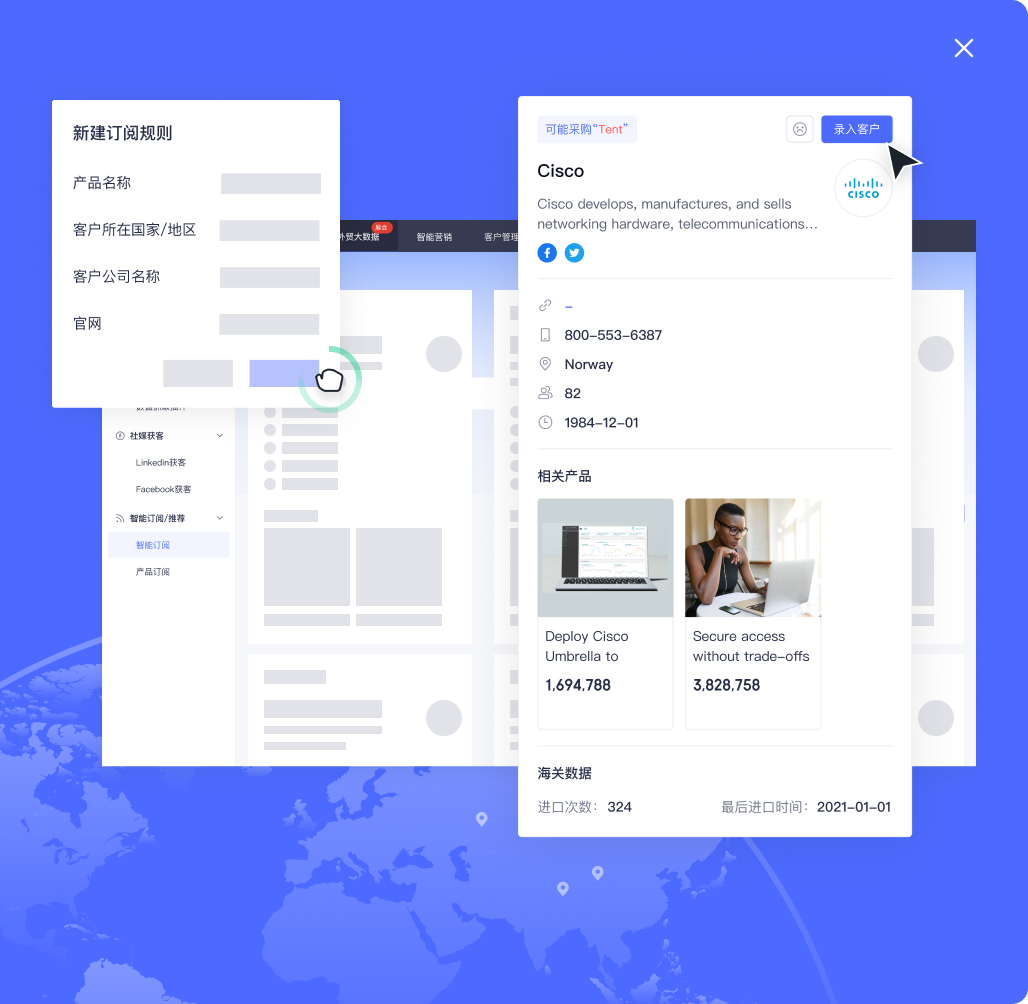 新建订阅规则
产品名称
客户所在国家/地区
客户公司名称
官网
外贸大数据
展会
智能营销
客户管理
社媒获客
Linkedin获客
Facebook获客
智能订阅/推荐
智能订阅
产品订阅
可能采购“Tent”
录入客户
Cisco
CISCO
Cisco develops, manufactures, and sells
networking hardware, telecommunications...
–
800-553-6387
Norway
82
1984-12-01
相关产品
Deploy Cisco
Umbrella to
1,694,788
Secure access
without trade-offs
3,828,758
海关数据
进口次数： 324
最后进口时间： 2021-01-01